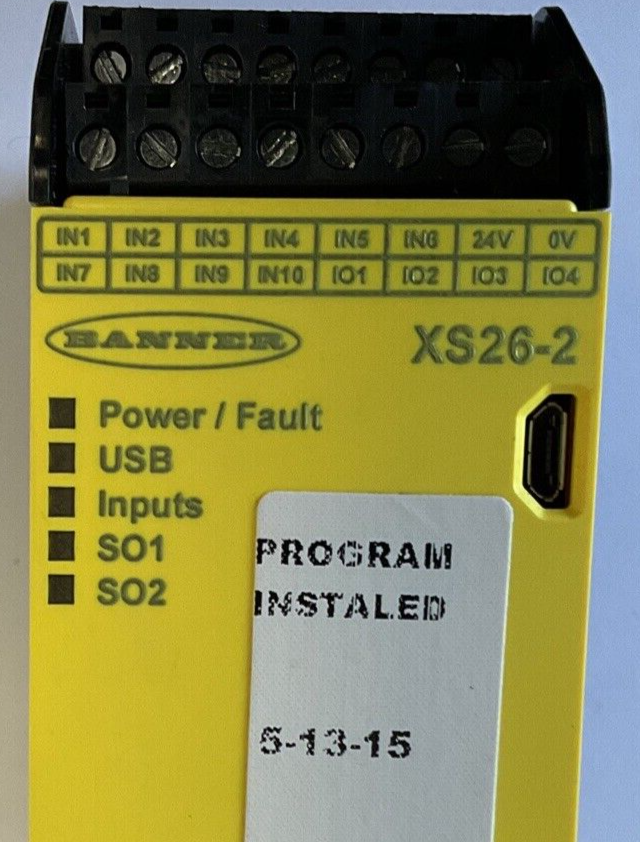 IN1 IN2 IN3 IN4 IN5 IN6 24V 0V
IN7 IN8 IN9 IN10 IO1 IO2 IO3 IO4
BANNER
XS26-2
Power / Fault
USB
Inputs
SO1
SO2
PROGRAM
INSTALED
6-13-15